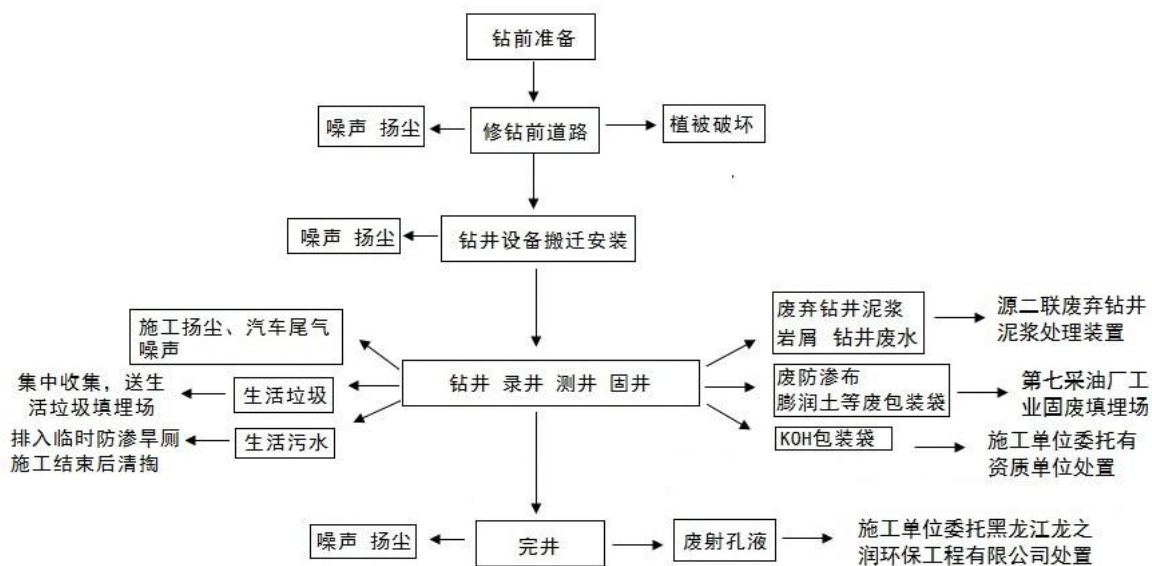 钻前准备
噪声 扬尘
修钻前道路
植被破坏
噪声 扬尘
钻井设备搬迁安装
施工扬尘、汽车尾气
噪声
废弃钻井泥浆
岩屑 钻井废水
源二联废弃钻井
泥浆处理装置
集中收集，送生
活垃圾填埋场
生活垃圾
钻井 录井 测井 固井
废防渗布
膨润土等废包装袋
第七采油厂工
业固废填埋场
排入临时防渗旱厕
施工结束后清掏
生活污水
KOH包装袋
施工单位委托有
资质单位处置
噪声 扬尘
完井
废射孔液
施工单位委托黑龙江龙之
润环保工程有限公司处置